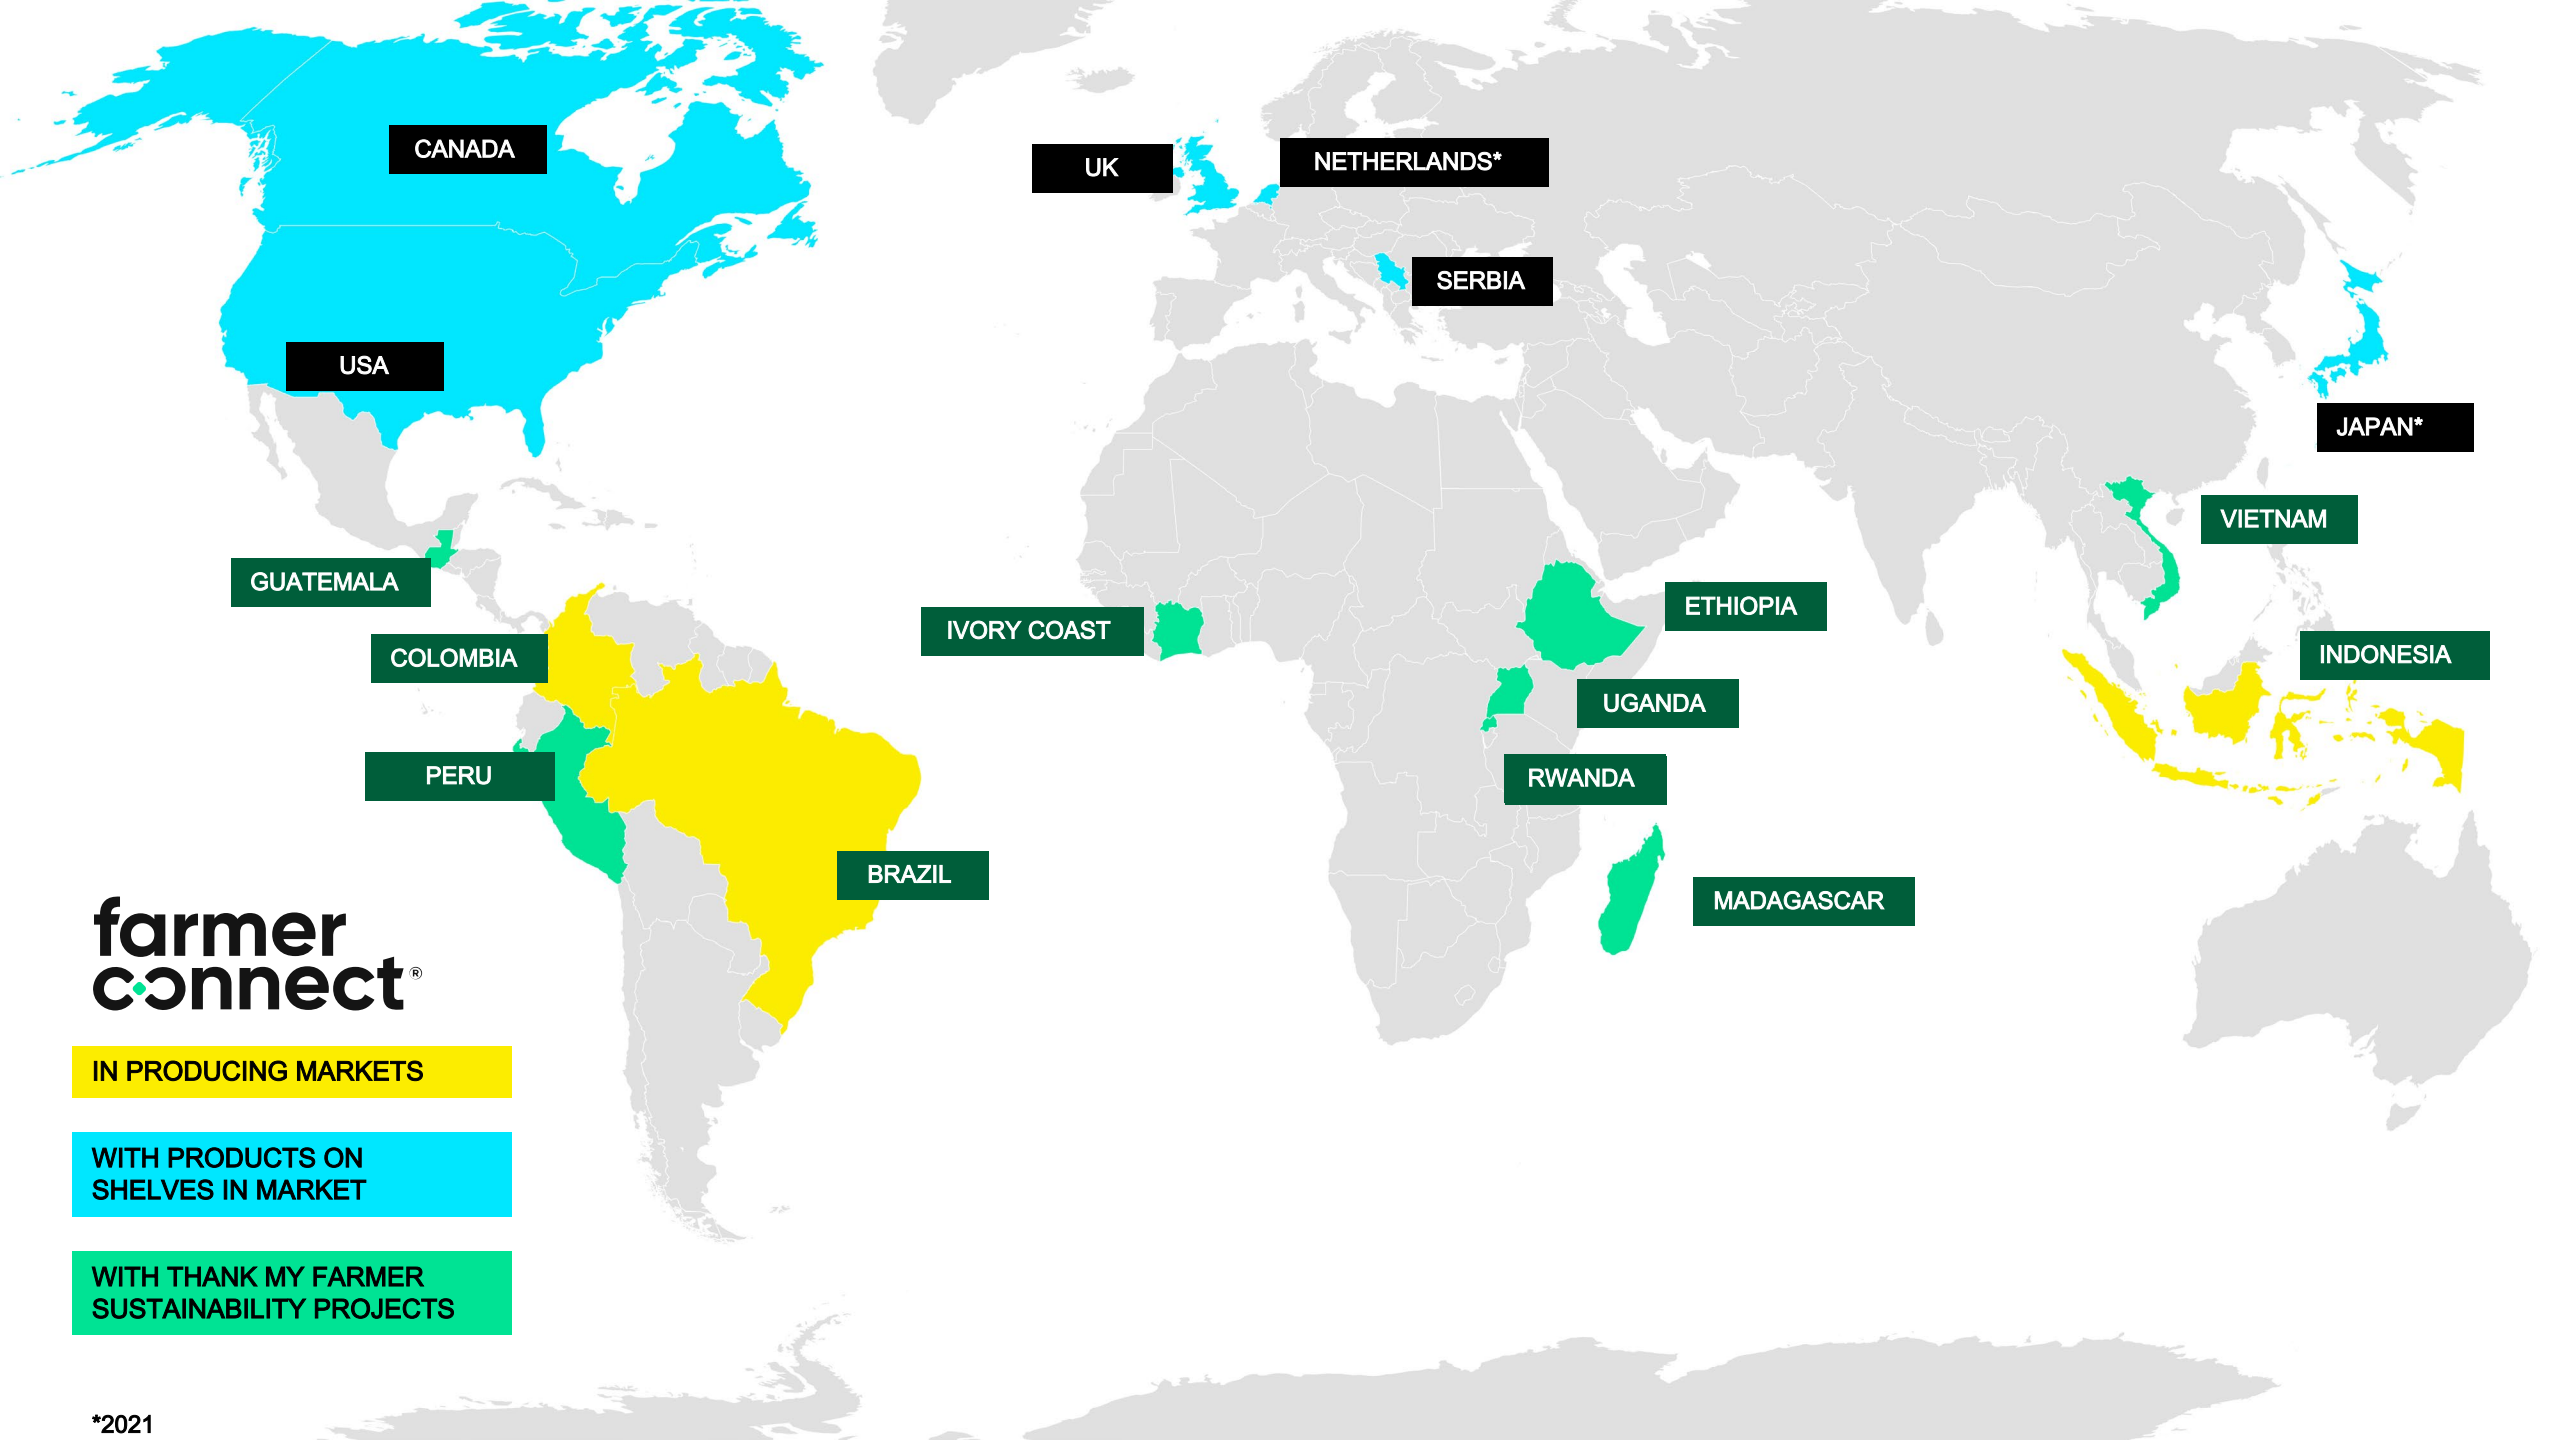 CANADA
UK
NETHERLANDS*
SERBIA
USA
JAPAN*
VIETNAM
GUATEMALA
ETHIOPIA
IVORY COAST
COLOMBIA
INDONESIA
UGANDA
PERU
RWANDA
BRAZIL
MADAGASCAR
farmer
connect®
IN PRODUCING MARKETS
WITH PRODUCTS ON
SHELVES IN MARKET
WITH THANK MY FARMER
SUSTAINABILITY PROJECTS
*2021